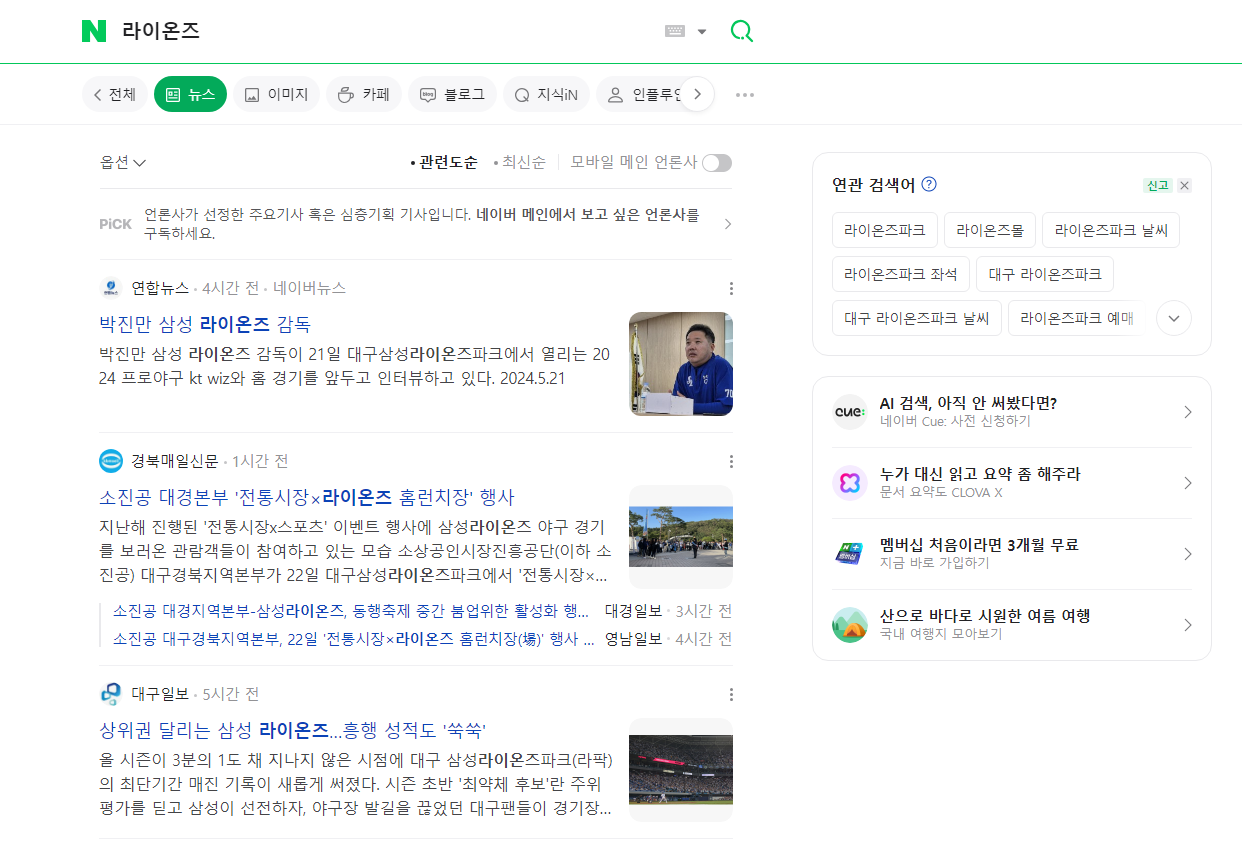 N 라이온즈
전체 뉴스 이미지 카페 블로그 지식iN 인플루언
옵션 • 관련도순 • 최신순 모바일 메인 언론사
PiCK 언론사가 선정한 주요기사 혹은 심층기획 기사입니다. 네이버 메인에서 보고 싶은 언론사를
구독하세요.
연합뉴스 · 4시간 전 · 네이버뉴스
박진만 삼성 라이온즈 감독
박진만 삼성 라이온즈 감독이 21일 대구삼성라이온즈파크에서 열리는 20
24 프로야구 kt wiz와 홈 경기를 앞두고 인터뷰하고 있다. 2024.5.21
경북매일신문 · 1시간 전
소진공 대경본부 '전통시장×라이온즈 홈런치장' 행사
지난해 진행된 '전통시장x스포츠' 이벤트 행사에 삼성라이온즈 야구 경기
를 보러온 관람객들이 참여하고 있는 모습 소상공인시장진흥공단(이하 소
진공) 대구경북지역본부가 22일 대구삼성라이온즈파크에서 '전통시장×...
소진공 대경지역본부-삼성라이온즈, 동행축제 중간 붐업위한 활성화 행... 대경일보 · 3시간 전
소진공 대구경북지역본부, 22일 '전통시장×라이온즈 홈런치장(場)' 행사 ... 영남일보 · 4시간 전
대구일보 · 5시간 전
상위권 달리는 삼성 라이온즈...흥행 성적도 '쑥쑥'
올 시즌이 3분의 1도 채 지나지 않은 시점에 대구 삼성라이온즈파크(라팍)
의 최단기간 매진 기록이 새롭게 써졌다. 시즌 초반 '최약체 후보'란 주위
평가를 딛고 삼성이 선전하자, 야구장 발길을 끊었던 대구팬들이 경기장...
연관 검색어 ? 신고
라이온즈파크 라이온즈몰 라이온즈파크 날씨
라이온즈파크 좌석 대구 라이온즈파크
대구 라이온즈파크 날씨 라이온즈파크 예매
cue: AI 검색, 아직 안 써봤다면?
네이버 Cue: 사전 신청하기
누가 대신 읽고 요약 좀 해주라
문서 요약도 CLOVA X
멤버십 처음이라면 3개월 무료
지금 바로 가입하기
산으로 바다로 시원한 여름 여행
국내 여행지 모아보기